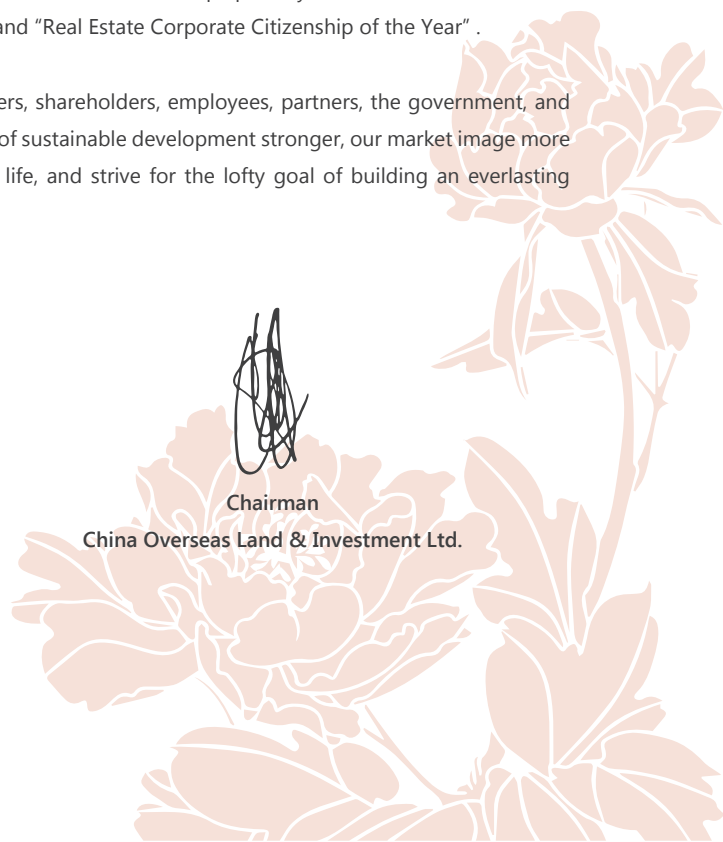 and “Real Estate Corporate Citizenship of the Year” .
ers, shareholders, employees, partners, the government, and
of sustainable development stronger, our market image more
life, and strive for the lofty goal of building an everlasting
Chairman
China Overseas Land & Investment Ltd.